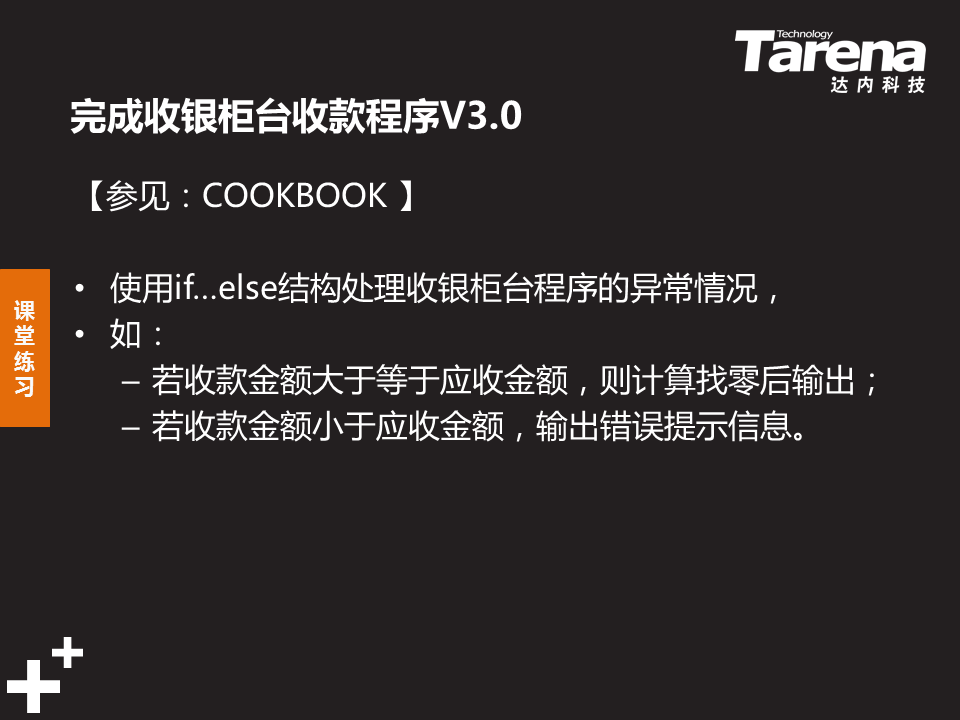 Technology
Tarena
达内科技
完成收银柜台收款程序V3.0
【参见：COOKBOOK 】
• 使用if…else结构处理收银柜台程序的异常情况，
• 如：
– 若收款金额大于等于应收金额，则计算找零后输出；
– 若收款金额小于应收金额，输出错误提示信息。
课
堂
练
习